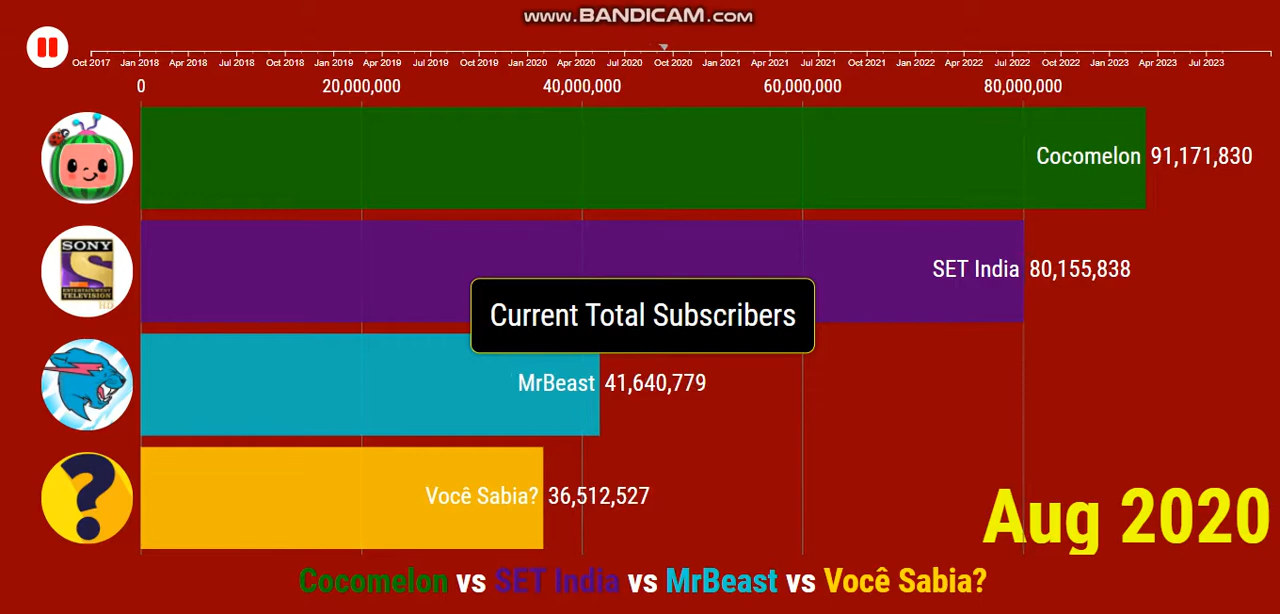 www.BANDICAM.com
Oct 2017 Jan 2018 Apr 2018 Jul 2018 Oct 2018 Jan 2019 Apr 2019 Jul 2019 Oct 2019 Jan 2020 Apr 2020 Jul 2020 Oct 2020 Jan 2021 Apr 2021 Jul 2021 Oct 2021 Jan 2022 Apr 2022 Jul 2022 Oct 2022 Jan 2023 Apr 2023 Jul 2023
0 20,000,000 40,000,000 60,000,000 80,000,000
Cocomelon 91,171,830
SONY
S
ENTERTAINMENT
TELEVISION
HD
SET India 80,155,838
Current Total Subscribers
MrBeast 41,640,779
?
Você Sabia? 36,512,527
Aug 2020
Cocomelon vs SET India vs MrBeast vs Você Sabia?